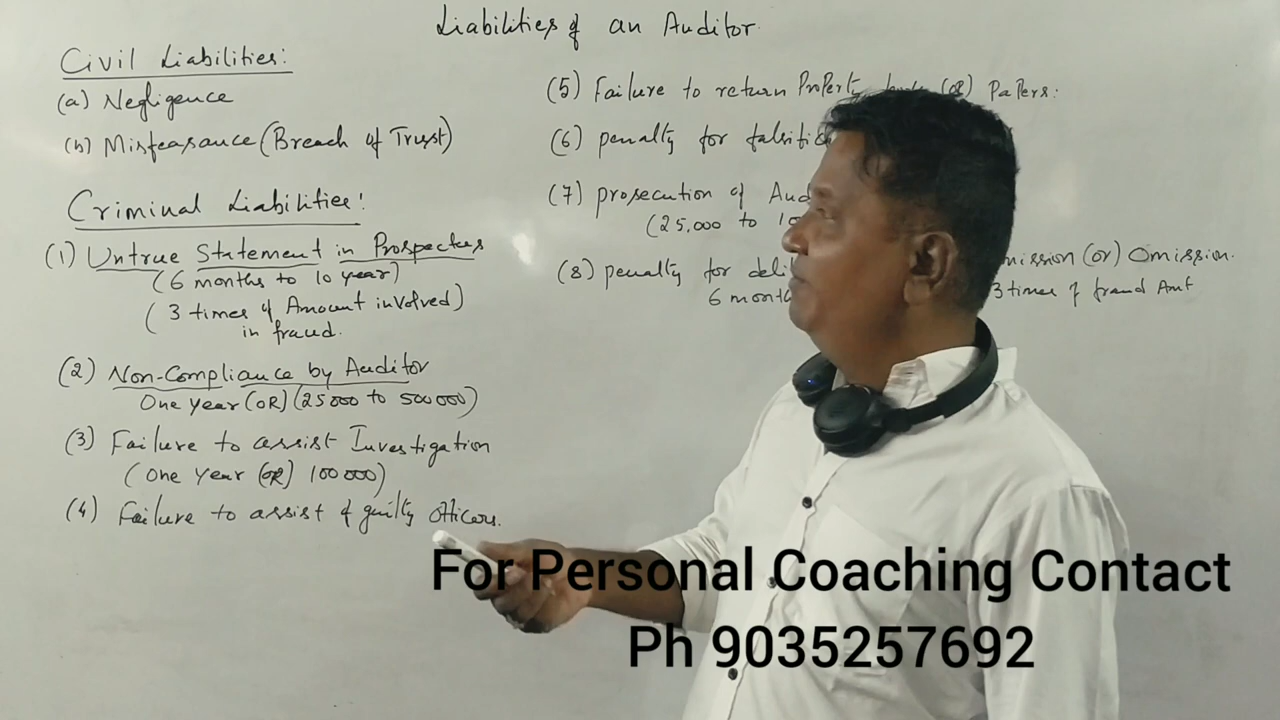 Liabilities of an Auditor.
Civil Liabilities:
(a) Negligence
(b) Misfeasance (Breach of Trust)
Criminal Liabilities:
(1) Untrue Statement in Prospectus
(6 months to 10 year)
(3 times of Amount involved)
in fraud.
(2) Non-Compliance by Auditor
One year (OR) (25000 to 500000)
(3) Failure to assist Investigation
(One Year (OR) 100000)
(4) Failure to assist of guilty officers.
(5) Failure to return Property (or) Papers:
(6) penalty for
(7) prosecution of
(25,000 to
(8) penalty for
(or) Omission.
6
3 times of fraud Amt
For Personal Coaching Contact
Ph 9035257692